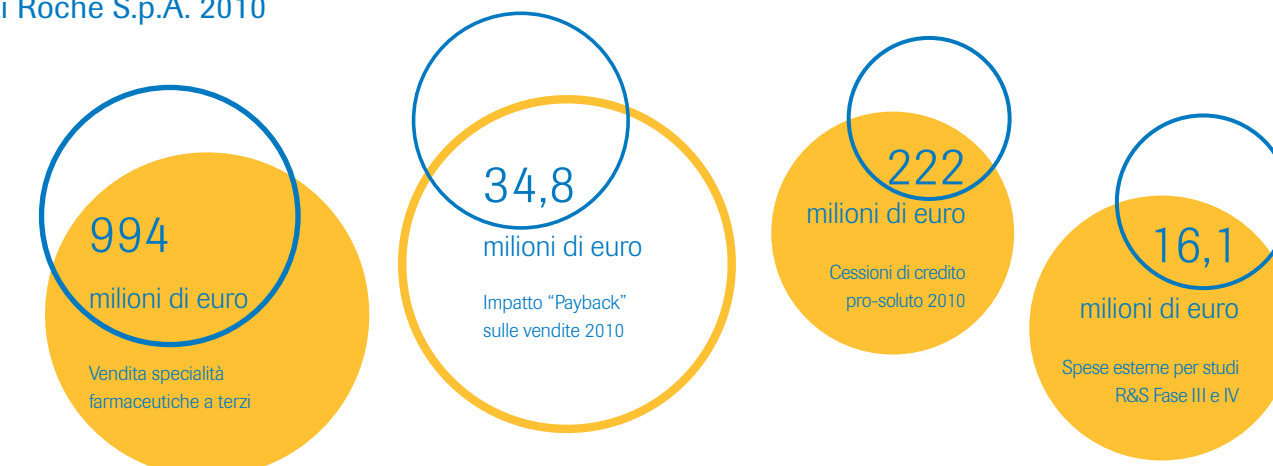 Roche S.p.A. 2010
994
milioni di euro
Vendita specialità
farmaceutiche a terzi
34,8
milioni di euro
Impatto “Payback”
sulle vendite 2010
222
milioni di euro
Cessioni di credito
pro-soluto 2010
16,1
milioni di euro
Spese esterne per studi
R&S Fase III e IV